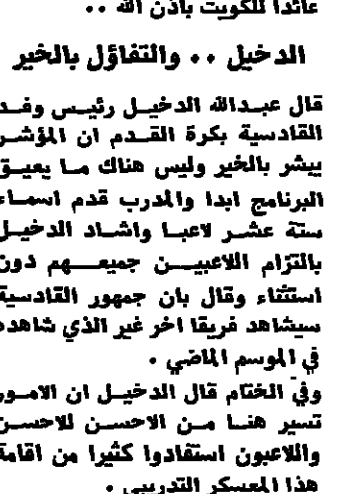 عائدا للكويت باذن الله ..
الدخيل .. والتفاؤل بالخير
قال عبدالله الدخيل رئيس وفد
القادسية بكرة القدم ان المؤشر
يبشر بالخير وليس هناك ما يعيق
البرنامج ابدا والمدرب قدم اسماء
ستة عشر لاعبا واشاد الدخيل
بالتزام اللاعبين جميعهم دون
استثناء وقال بان جمهور القادسية
سيشاهد فريقا اخر غير الذي شاهده
في الموسم الماضي .
وفي الختام قال الدخيل ان الامور
تسير هنا من الاحسن للاحسن
واللاعبون استفادوا كثيرا من اقامة
هذا المعسكر التدريبي .